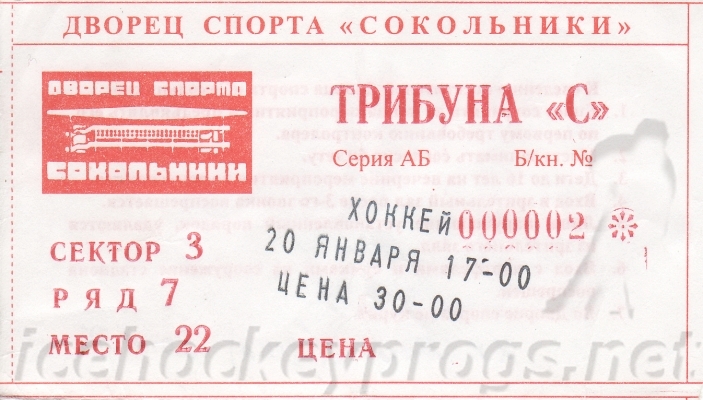 ДВОРЕЦ СПОРТА «СОКОЛЬНИКИ»
ДВОРЕЦ СПОРТА
СОКОЛЬНИКИ
ТРИБУНА «С»
Серия АБ Б/кн. №
000002
ХОККЕЙ
20 ЯНВАРЯ 17-00
ЦЕНА 30-00
СЕКТОР 3
РЯД 7
МЕСТО 22
ЦЕНА
icehockeyprogs.net